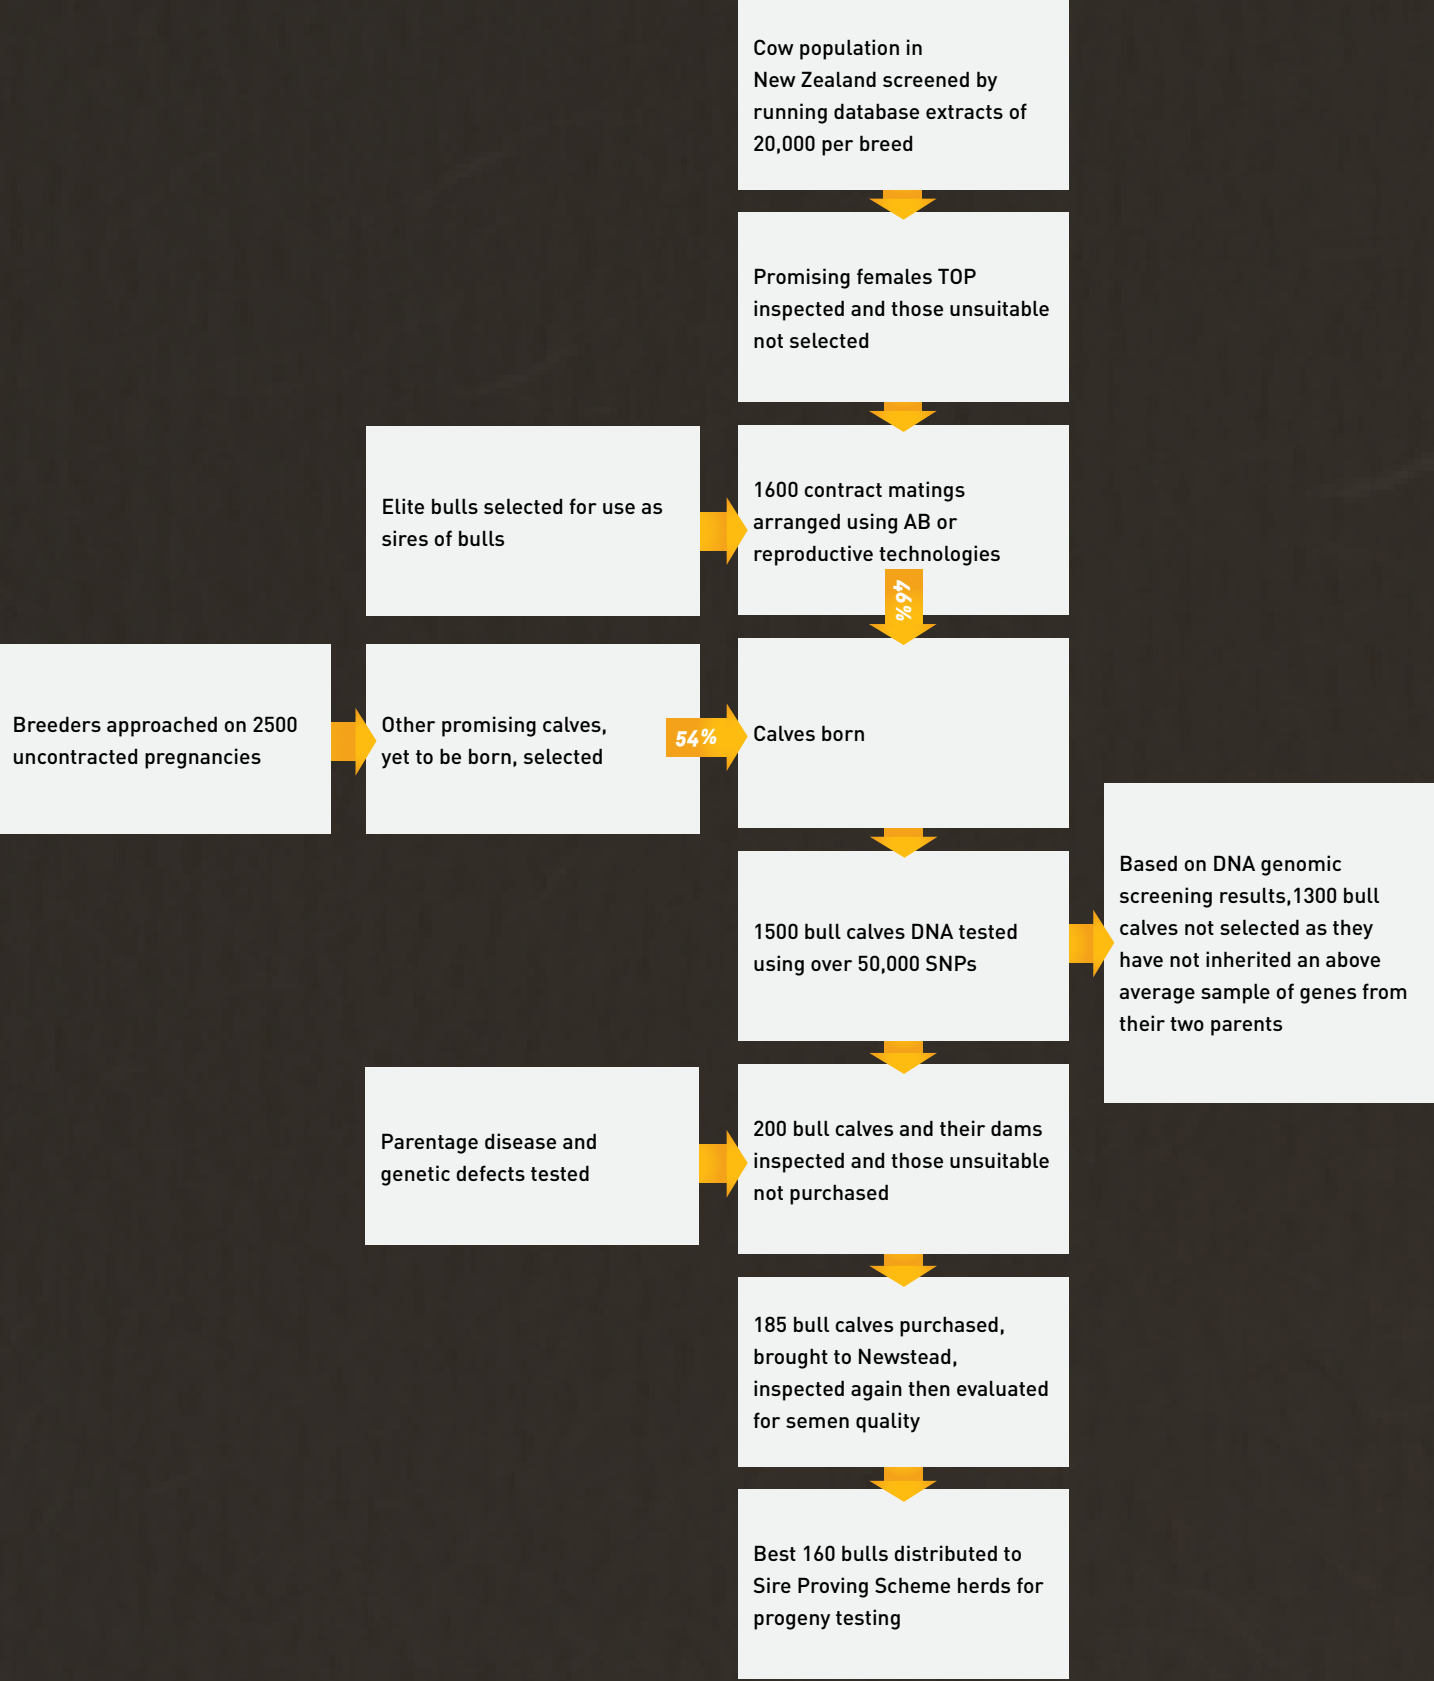 Cow population in
New Zealand screened by
running database extracts of
20,000 per breed
Promising females TOP
inspected and those unsuitable
not selected
Elite bulls selected for use as
sires of bulls
1600 contract matings
arranged using AB or
reproductive technologies
46%
Breeders approached on 2500
uncontracted pregnancies
Other promising calves,
yet to be born, selected
54%
Calves born
1500 bull calves DNA tested
using over 50,000 SNPs
Based on DNA genomic
screening results,1300 bull
calves not selected as they
have not inherited an above
average sample of genes from
their two parents
Parentage disease and
genetic defects tested
200 bull calves and their dams
inspected and those unsuitable
not purchased
185 bull calves purchased,
brought to Newstead,
inspected again then evaluated
for semen quality
Best 160 bulls distributed to
Sire Proving Scheme herds for
progeny testing